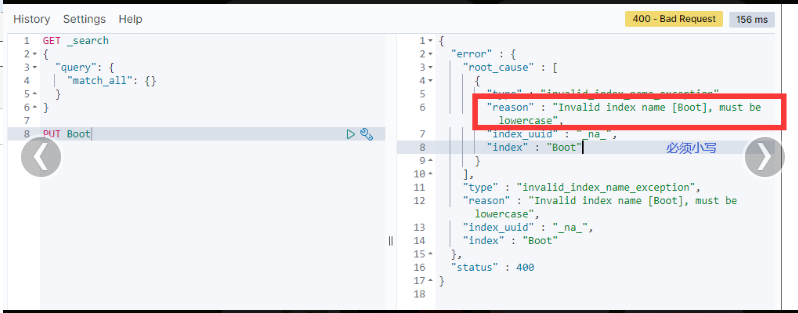 History Settings Help
400 - Bad Request 156 ms
1 GET _search
2 {
3 "query": {
4 "match_all": {}
5 }
6 }
7
8 PUT Boot
1 {
2 "error" : {
3 "root_cause" : [
4 {
5 "type" : "invalid_index_name_exception",
6 "reason" : "Invalid index name [Boot], must be
lowercase",
7 "index_uuid" : "_na_",
8 "index" : "Boot" 必须小写
9 }
10 ],
11 "type" : "invalid_index_name_exception",
12 "reason" : "Invalid index name [Boot], must be
lowercase",
13 "index_uuid" : "_na_",
14 "index" : "Boot"
15 },
16 "status" : 400
17 }
18